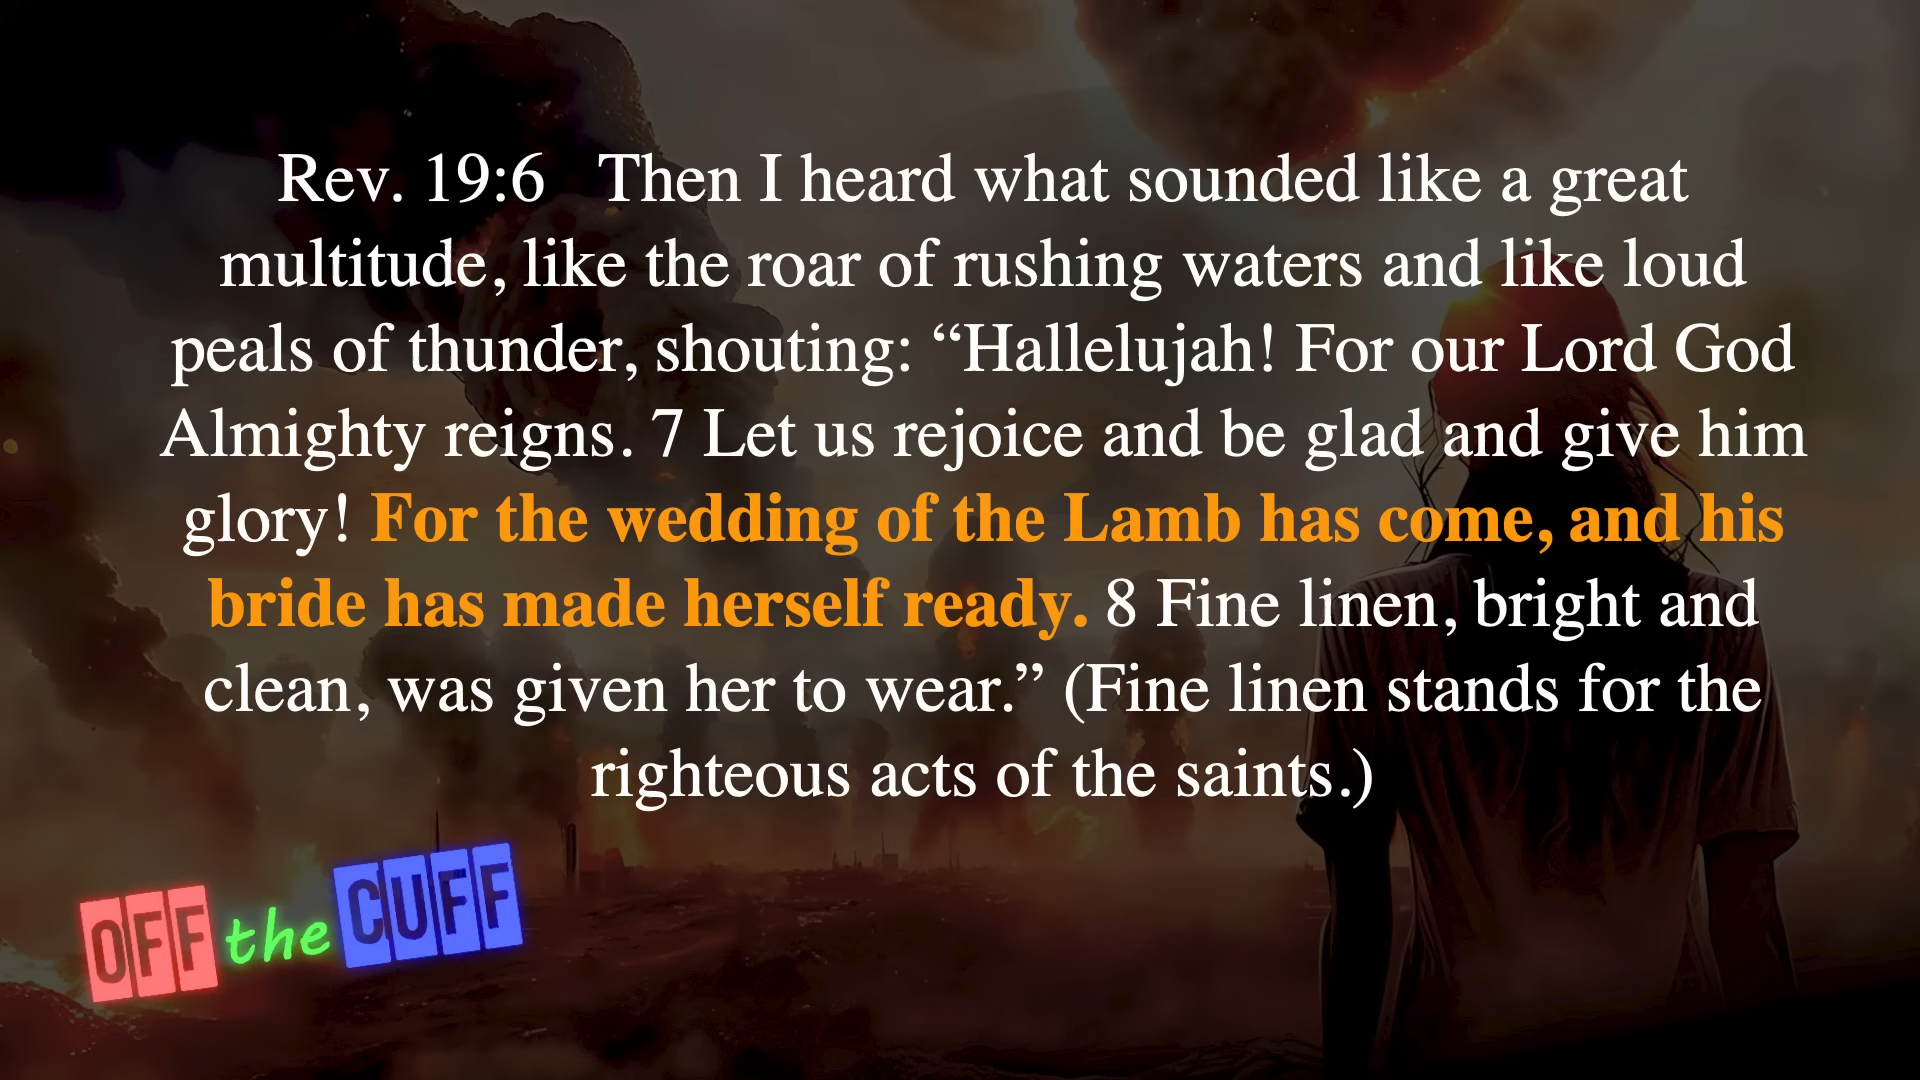 Rev. 19:6   Then I heard what sounded like a great
multitude, like the roar of rushing waters and like loud
peals of thunder, shouting: “Hallelujah! For our Lord God
Almighty reigns. 7 Let us rejoice and be glad and give him
glory! For the wedding of the Lamb has come, and his
bride has made herself ready. 8 Fine linen, bright and
clean, was given her to wear.” (Fine linen stands for the
righteous acts of the saints.)
OFF the CUFF